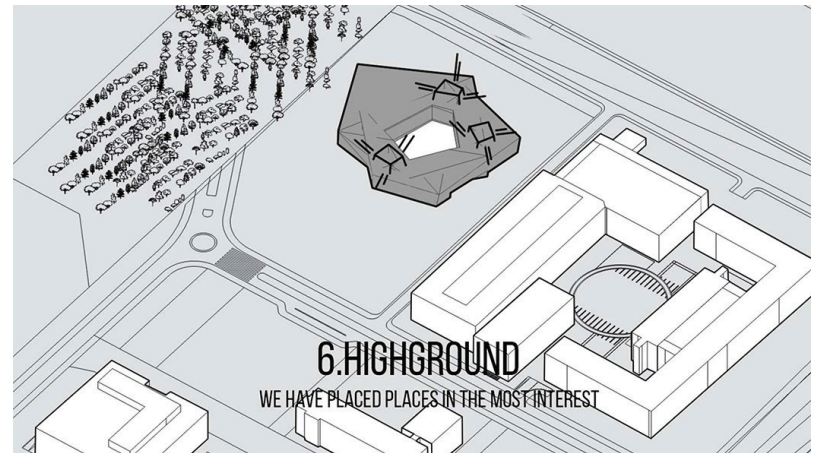 6.HIGHGROUND
WE HAVE PLACED PLACES IN THE MOST INTEREST